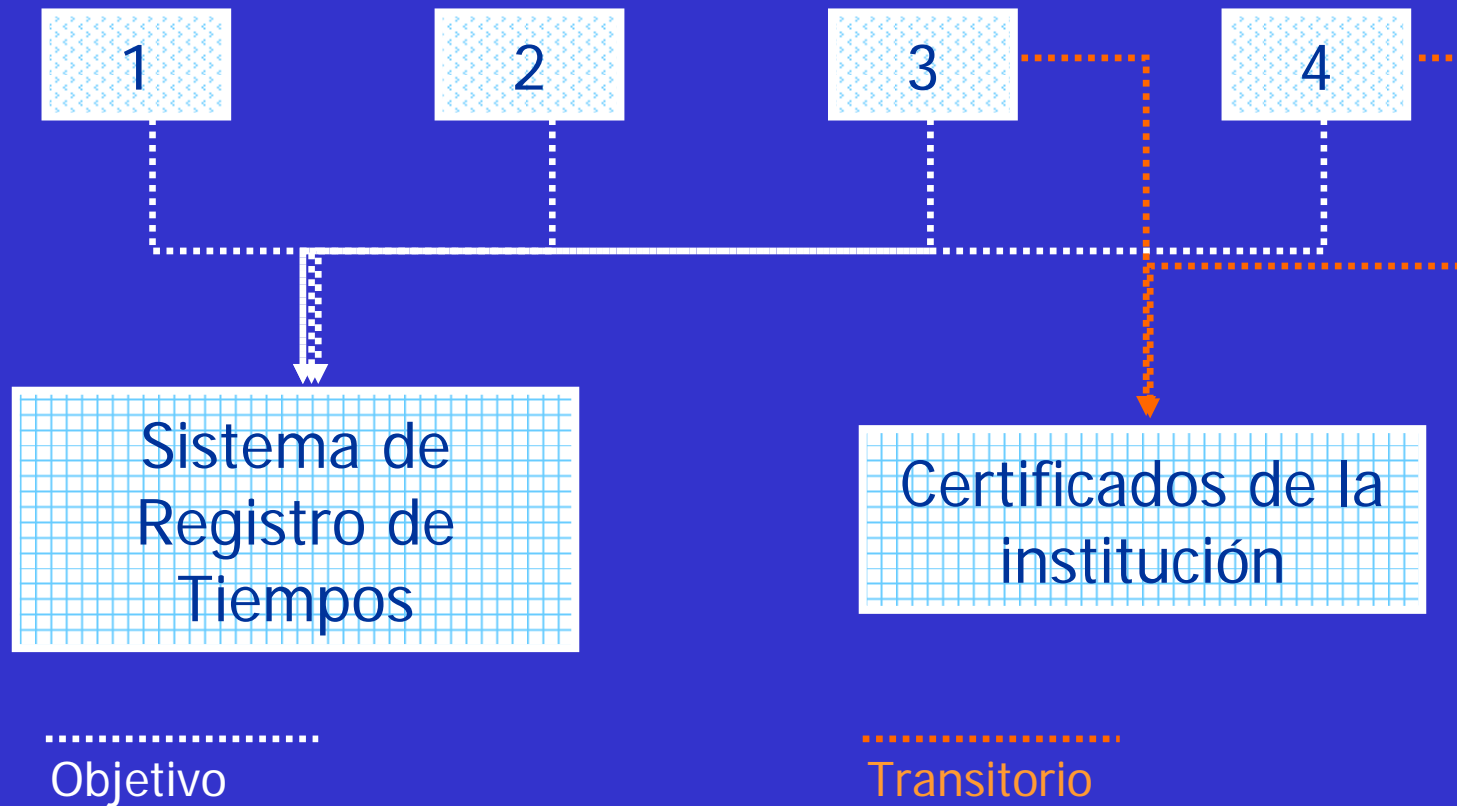 1
2
3
4
Sistema de
Registro de
Tiempos
Certificados de la
institución
Objetivo
Transitorio